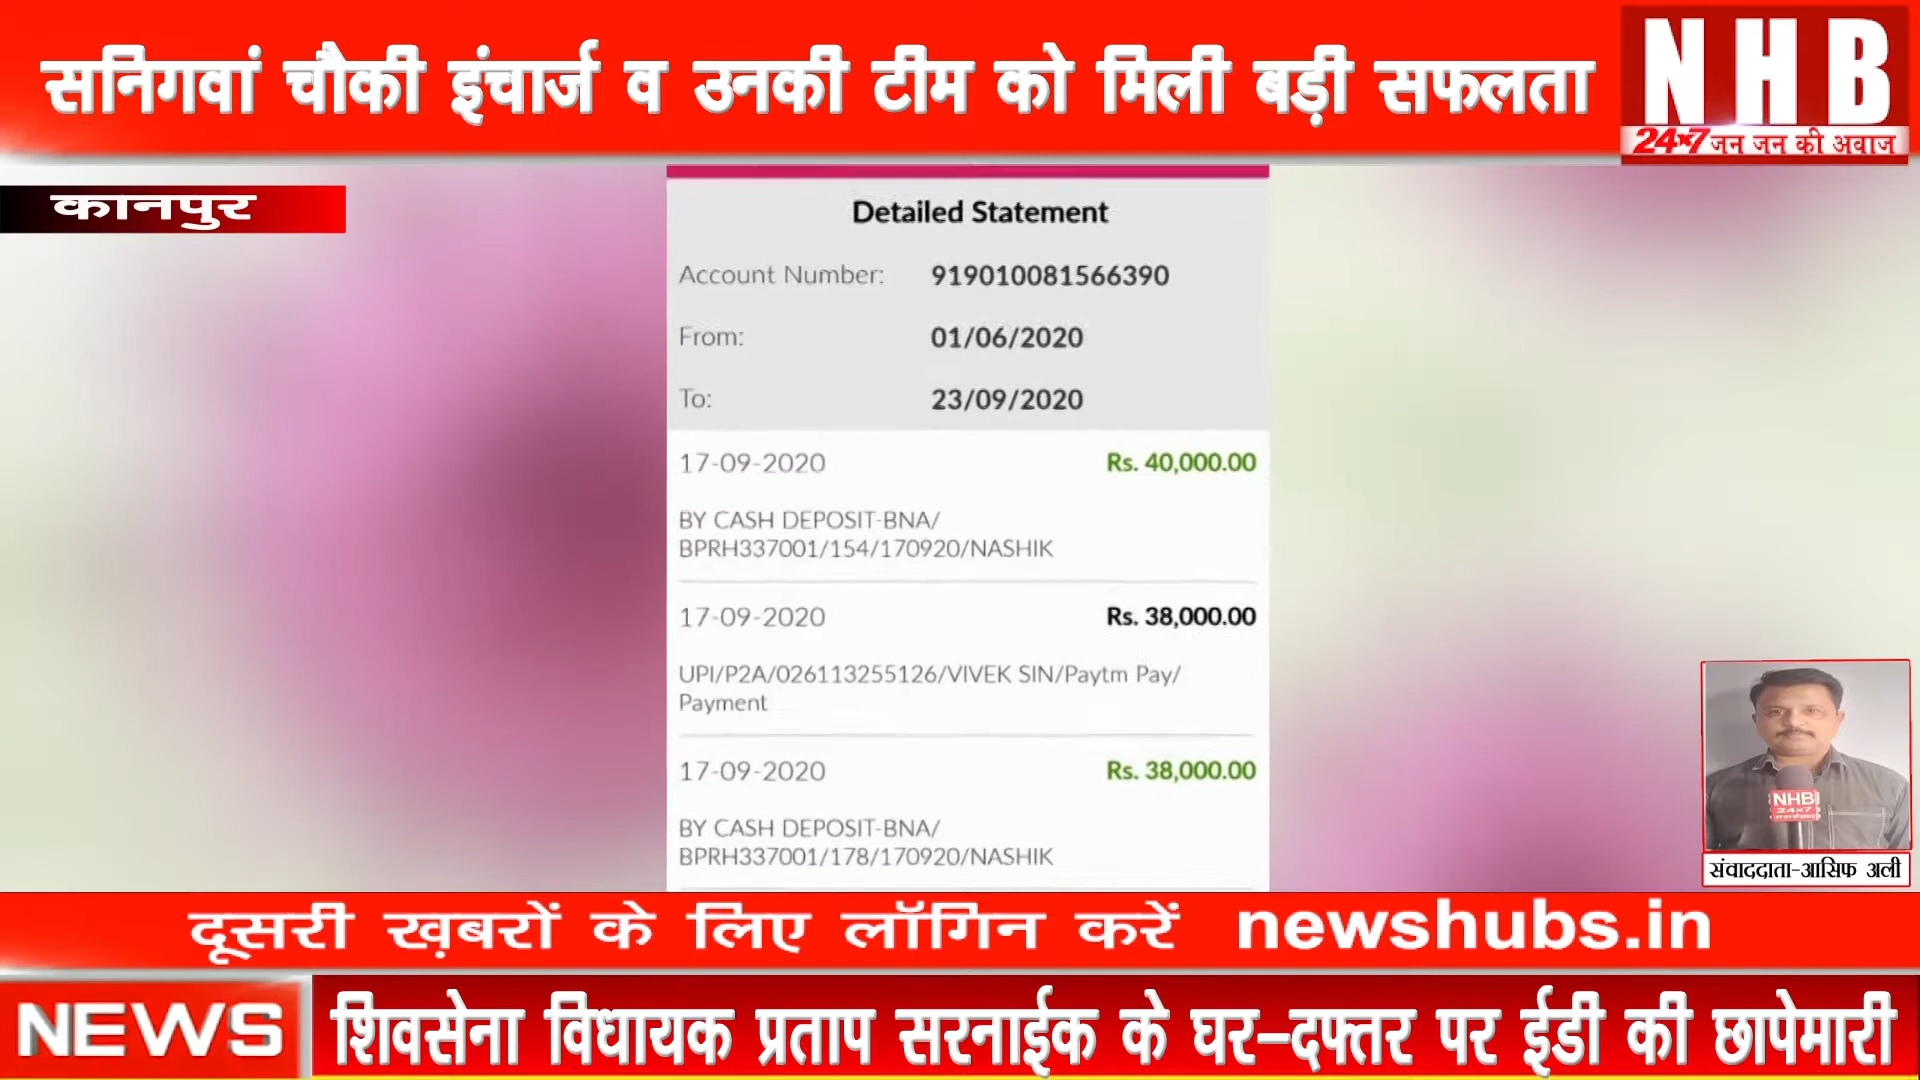 सनिगवां चौकी इंचार्ज व उनकी टीम को मिली बड़ी सफलता
NHB
24x7 जन जन की अवाज
कानपुर
Detailed Statement
Account Number: 919010081566390
From: 01/06/2020
To: 23/09/2020
17-09-2020 Rs. 40,000.00
BY CASH DEPOSIT-BNA/
BPRH337001/154/170920/NASHIK
17-09-2020 Rs. 38,000.00
UPI/P2A/026113255126/VIVEK SIN/Paytm Pay/
Payment
17-09-2020 Rs. 38,000.00
BY CASH DEPOSIT-BNA/
BPRH337001/178/170920/NASHIK
NHB
24x7
संवाददाता-आसिफ अली
दूसरी ख़बरों के लिए लॉगिन करें newshubs.in
NEWS
शिवसेना विधायक प्रताप सरनाईक के घर–दफ्तर पर ईडी की छापेमारी